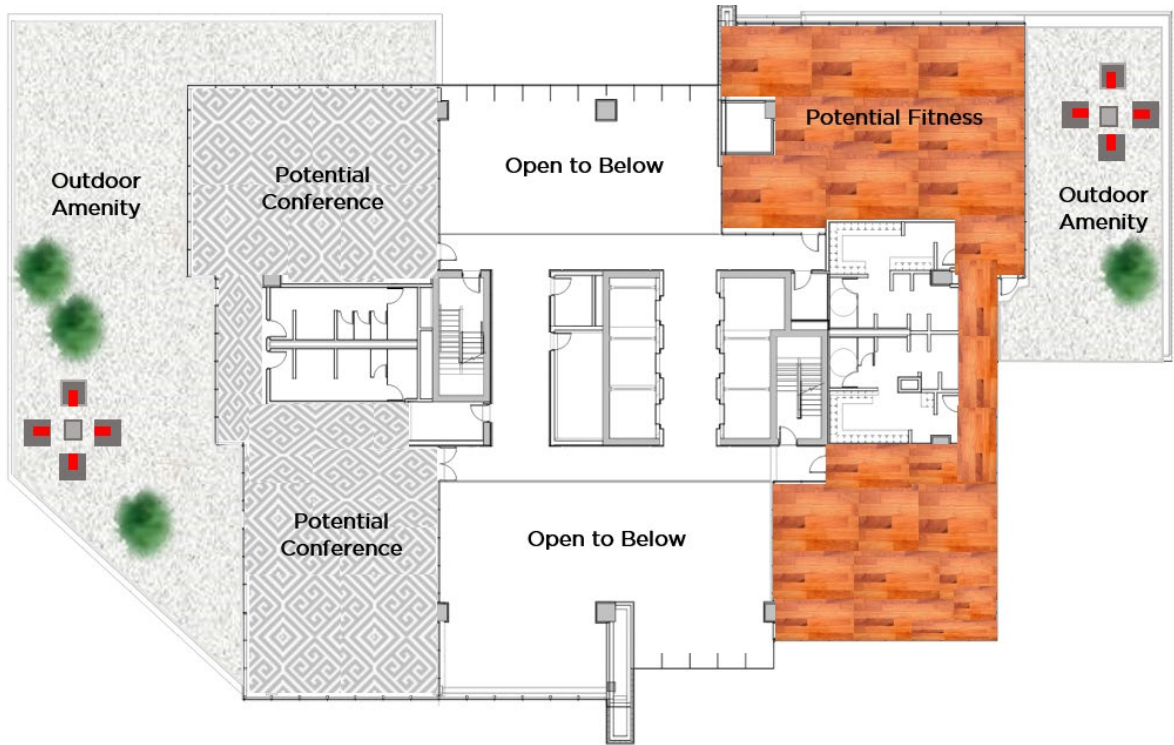 Potential Fitness
Open to Below
Potential
Conference
Outdoor
Amenity
Outdoor
Amenity
Potential
Conference
Open to Below